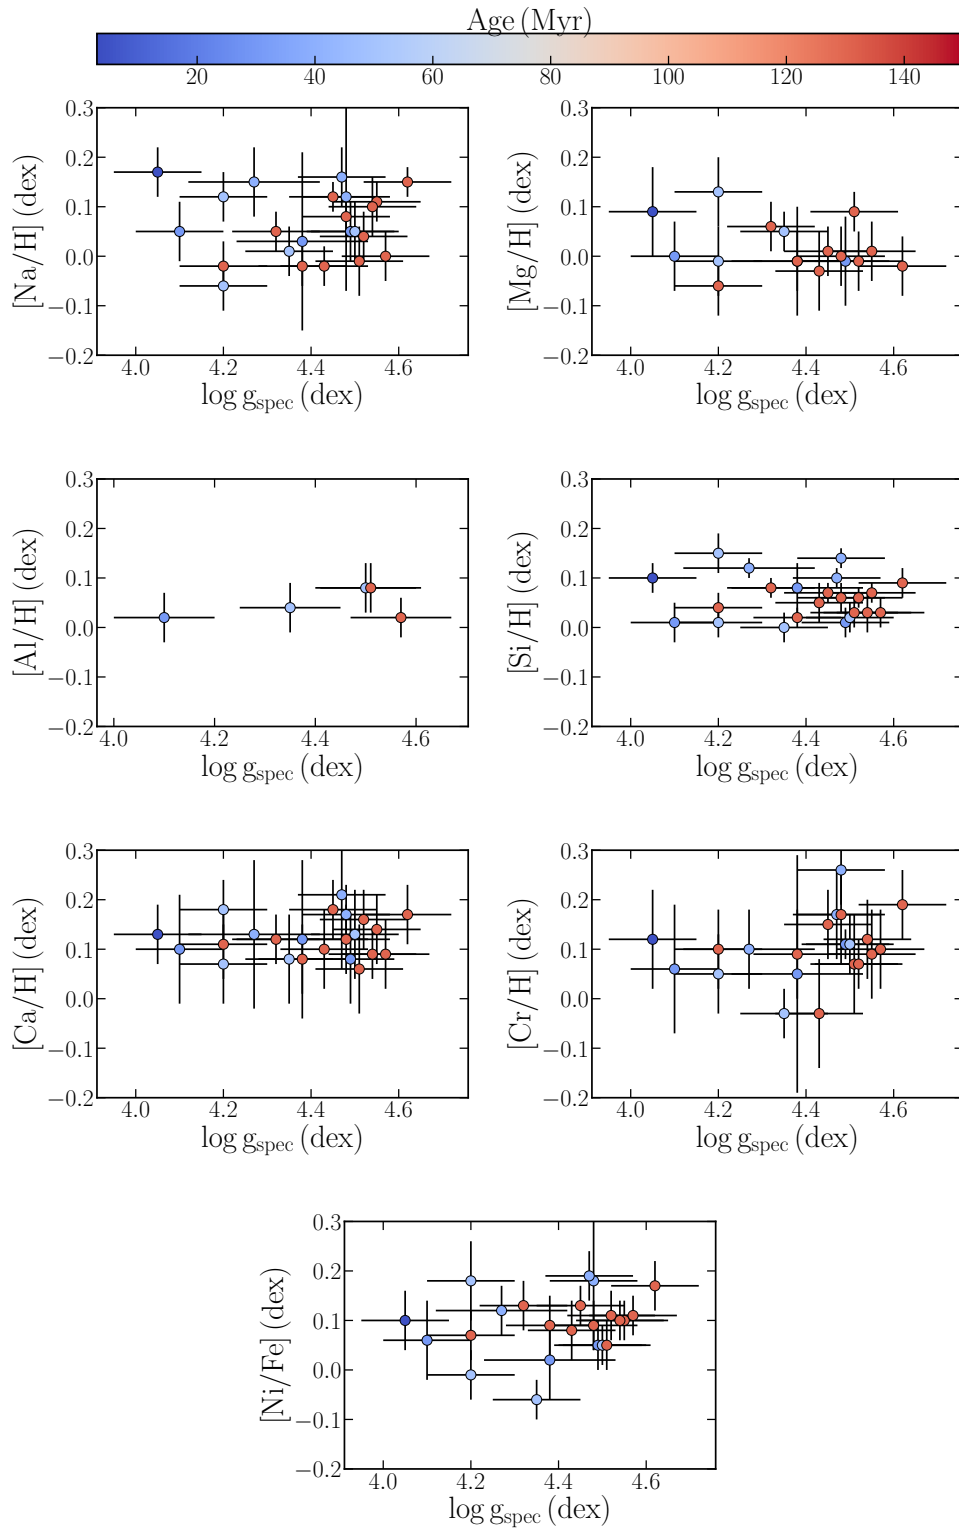 Age (Myr)
20 40 60 80 100 120 140
0.3
0.2
0.1
0.0
−0.1
−0.2
[Na/H] (dex)
4.0 4.2 4.4 4.6
log g_spec (dex)
0.3
0.2
0.1
0.0
−0.1
−0.2
[Mg/H] (dex)
4.0 4.2 4.4 4.6
log g_spec (dex)
0.3
0.2
0.1
0.0
−0.1
−0.2
[Al/H] (dex)
4.0 4.2 4.4 4.6
log g_spec (dex)
0.3
0.2
0.1
0.0
−0.1
−0.2
[Si/H] (dex)
4.0 4.2 4.4 4.6
log g_spec (dex)
0.3
0.2
0.1
0.0
−0.1
−0.2
[Ca/H] (dex)
4.0 4.2 4.4 4.6
log g_spec (dex)
0.3
0.2
0.1
0.0
−0.1
−0.2
[Cr/H] (dex)
4.0 4.2 4.4 4.6
log g_spec (dex)
0.3
0.2
0.1
0.0
−0.1
−0.2
[Ni/Fe] (dex)
4.0 4.2 4.4 4.6
log g_spec (dex)